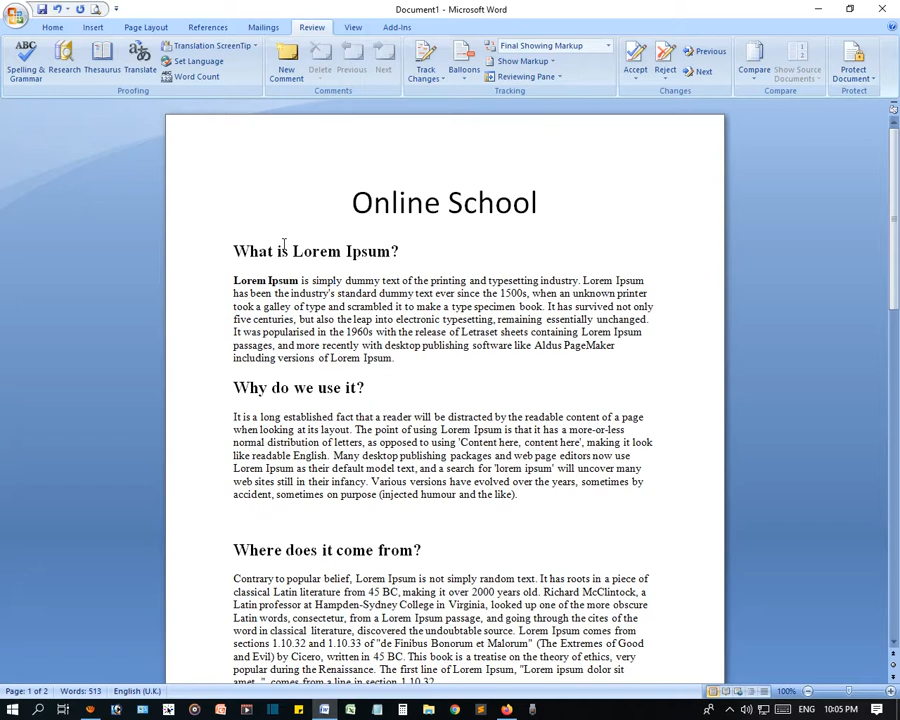 Document1 - Microsoft Word
Home Insert Page Layout References Mailings Review View Add-Ins
ABC Spelling & Grammar Research Thesaurus Translate Translation ScreenTip Set Language Word Count
New Comment Delete Previous Next
Track Changes Balloons Final Showing Markup Show Markup Reviewing Pane
Accept Reject Previous Next
Compare Show Source Documents Protect Document
Proofing Comments Tracking Changes Compare Protect
Online School
What is Lorem Ipsum?
Lorem Ipsum is simply dummy text of the printing and typesetting industry. Lorem Ipsum
has been the industry's standard dummy text ever since the 1500s, when an unknown printer
took a galley of type and scrambled it to make a type specimen book. It has survived not only
five centuries, but also the leap into electronic typesetting, remaining essentially unchanged.
It was popularised in the 1960s with the release of Letraset sheets containing Lorem Ipsum
passages, and more recently with desktop publishing software like Aldus PageMaker
including versions of Lorem Ipsum.
Why do we use it?
It is a long established fact that a reader will be distracted by the readable content of a page
when looking at its layout. The point of using Lorem Ipsum is that it has a more-or-less
normal distribution of letters, as opposed to using 'Content here, content here', making it look
like readable English. Many desktop publishing packages and web page editors now use
Lorem Ipsum as their default model text, and a search for 'lorem ipsum' will uncover many
web sites still in their infancy. Various versions have evolved over the years, sometimes by
accident, sometimes on purpose (injected humour and the like).
Where does it come from?
Contrary to popular belief, Lorem Ipsum is not simply random text. It has roots in a piece of
classical Latin literature from 45 BC, making it over 2000 years old. Richard McClintock, a
Latin professor at Hampden-Sydney College in Virginia, looked up one of the more obscure
Latin words, consectetur, from a Lorem Ipsum passage, and going through the cites of the
word in classical literature, discovered the undoubtable source. Lorem Ipsum comes from
sections 1.10.32 and 1.10.33 of "de Finibus Bonorum et Malorum" (The Extremes of Good
and Evil) by Cicero, written in 45 BC. This book is a treatise on the theory of ethics, very
popular during the Renaissance. The first line of Lorem Ipsum, "Lorem ipsum dolor sit
amet..", comes from a line in section 1.10.32.
Page: 1 of 2 Words: 513 English (U.K.) 100%
ENG 10:05 PM